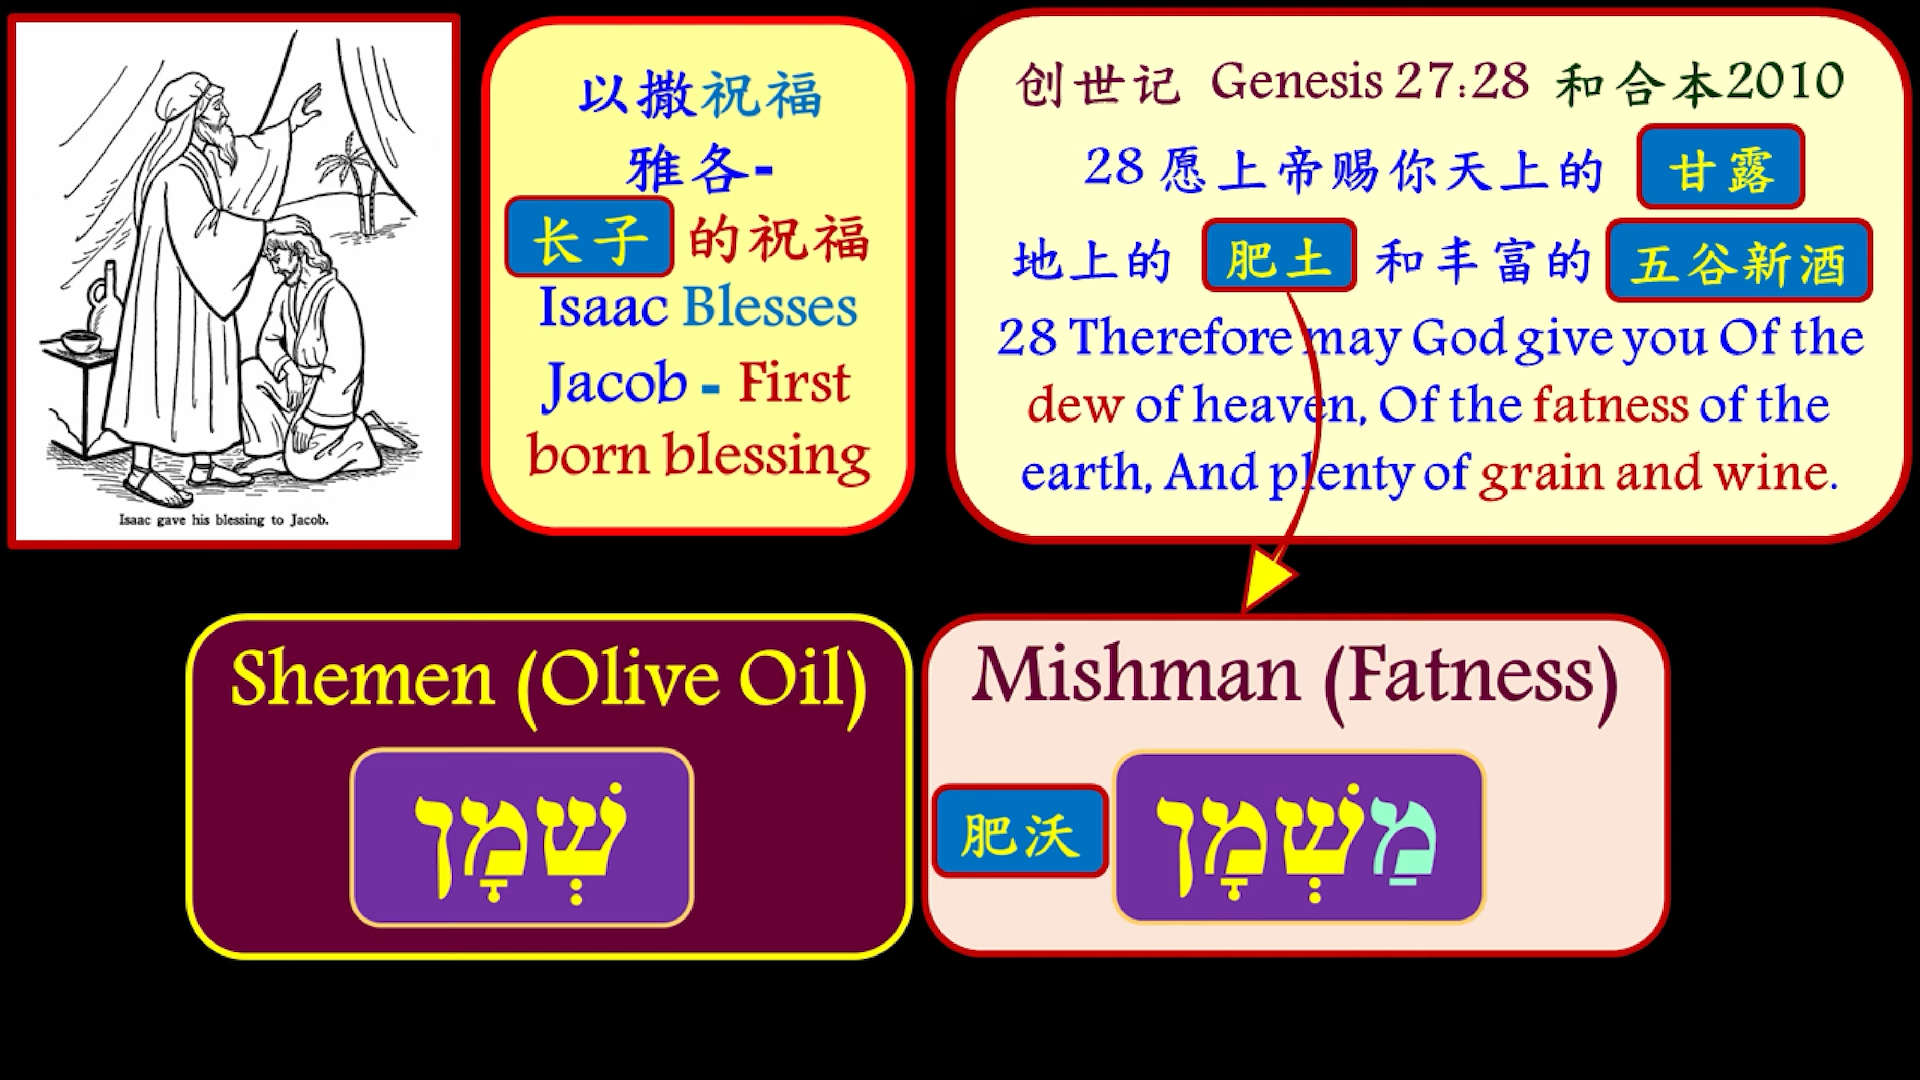 Isaac gave his blessing to Jacob.
以撒祝福
雅各-
长子 的祝福
Isaac Blesses
Jacob - First
born blessing
创世记 Genesis 27:28 和合本2010
28 愿上帝赐你天上的 甘露
地上的 肥土 和丰富的 五谷新酒
28 Therefore may God give you Of the
dew of heaven, Of the fatness of the
earth, And plenty of grain and wine.
Shemen (Olive Oil)
שְׁמָן
Mishman (Fatness)
肥沃 מַשְׁמָן